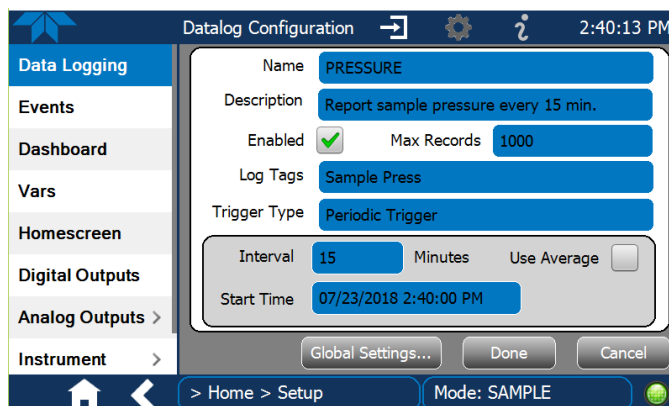 Datalog Configuration 2:40:13 PM
Data Logging
Events
Dashboard
Vars
Homescreen
Digital Outputs
Analog Outputs >
Instrument >
Name PRESSURE
Description Report sample pressure every 15 min.
Enabled Max Records 1000
Log Tags Sample Press
Trigger Type Periodic Trigger
Interval 15 Minutes Use Average
Start Time 07/23/2018 2:40:00 PM
Global Settings... Done Cancel
> Home > Setup Mode: SAMPLE